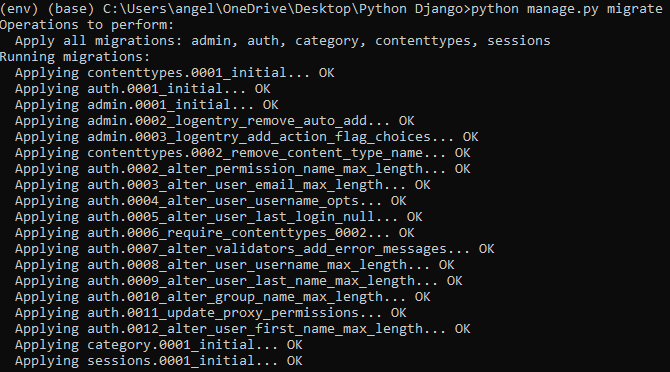 (env) (base) C:\Users\angel\OneDrive\Desktop\Python Django>python manage.py migrate
Operations to perform:
  Apply all migrations: admin, auth, category, contenttypes, sessions
Running migrations:
  Applying contenttypes.0001_initial... OK
  Applying auth.0001_initial... OK
  Applying admin.0001_initial... OK
  Applying admin.0002_logentry_remove_auto_add... OK
  Applying admin.0003_logentry_add_action_flag_choices... OK
  Applying contenttypes.0002_remove_content_type_name... OK
  Applying auth.0002_alter_permission_name_max_length... OK
  Applying auth.0003_alter_user_email_max_length... OK
  Applying auth.0004_alter_user_username_opts... OK
  Applying auth.0005_alter_user_last_login_null... OK
  Applying auth.0006_require_contenttypes_0002... OK
  Applying auth.0007_alter_validators_add_error_messages... OK
  Applying auth.0008_alter_user_username_max_length... OK
  Applying auth.0009_alter_user_last_name_max_length... OK
  Applying auth.0010_alter_group_name_max_length... OK
  Applying auth.0011_update_proxy_permissions... OK
  Applying auth.0012_alter_user_first_name_max_length... OK
  Applying category.0001_initial... OK
  Applying sessions.0001_initial... OK